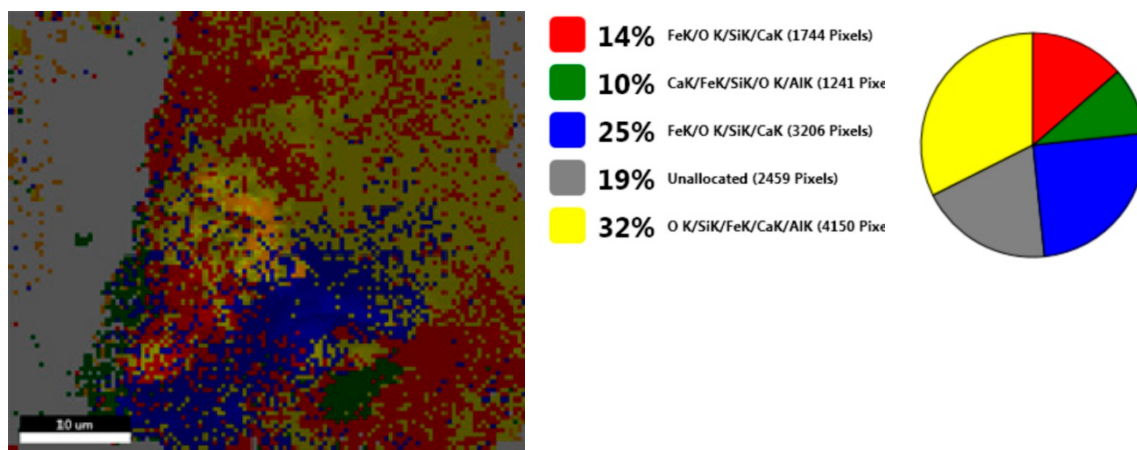 14% FeK/O K/SiK/CaK (1744 Pixels)
10% CaK/FeK/SiK/O K/AlK (1241 Pixe
25% FeK/O K/SiK/CaK (3206 Pixels)
19% Unallocated (2459 Pixels)
32% O K/SiK/FeK/CaK/AlK (4150 Pixe
10 um